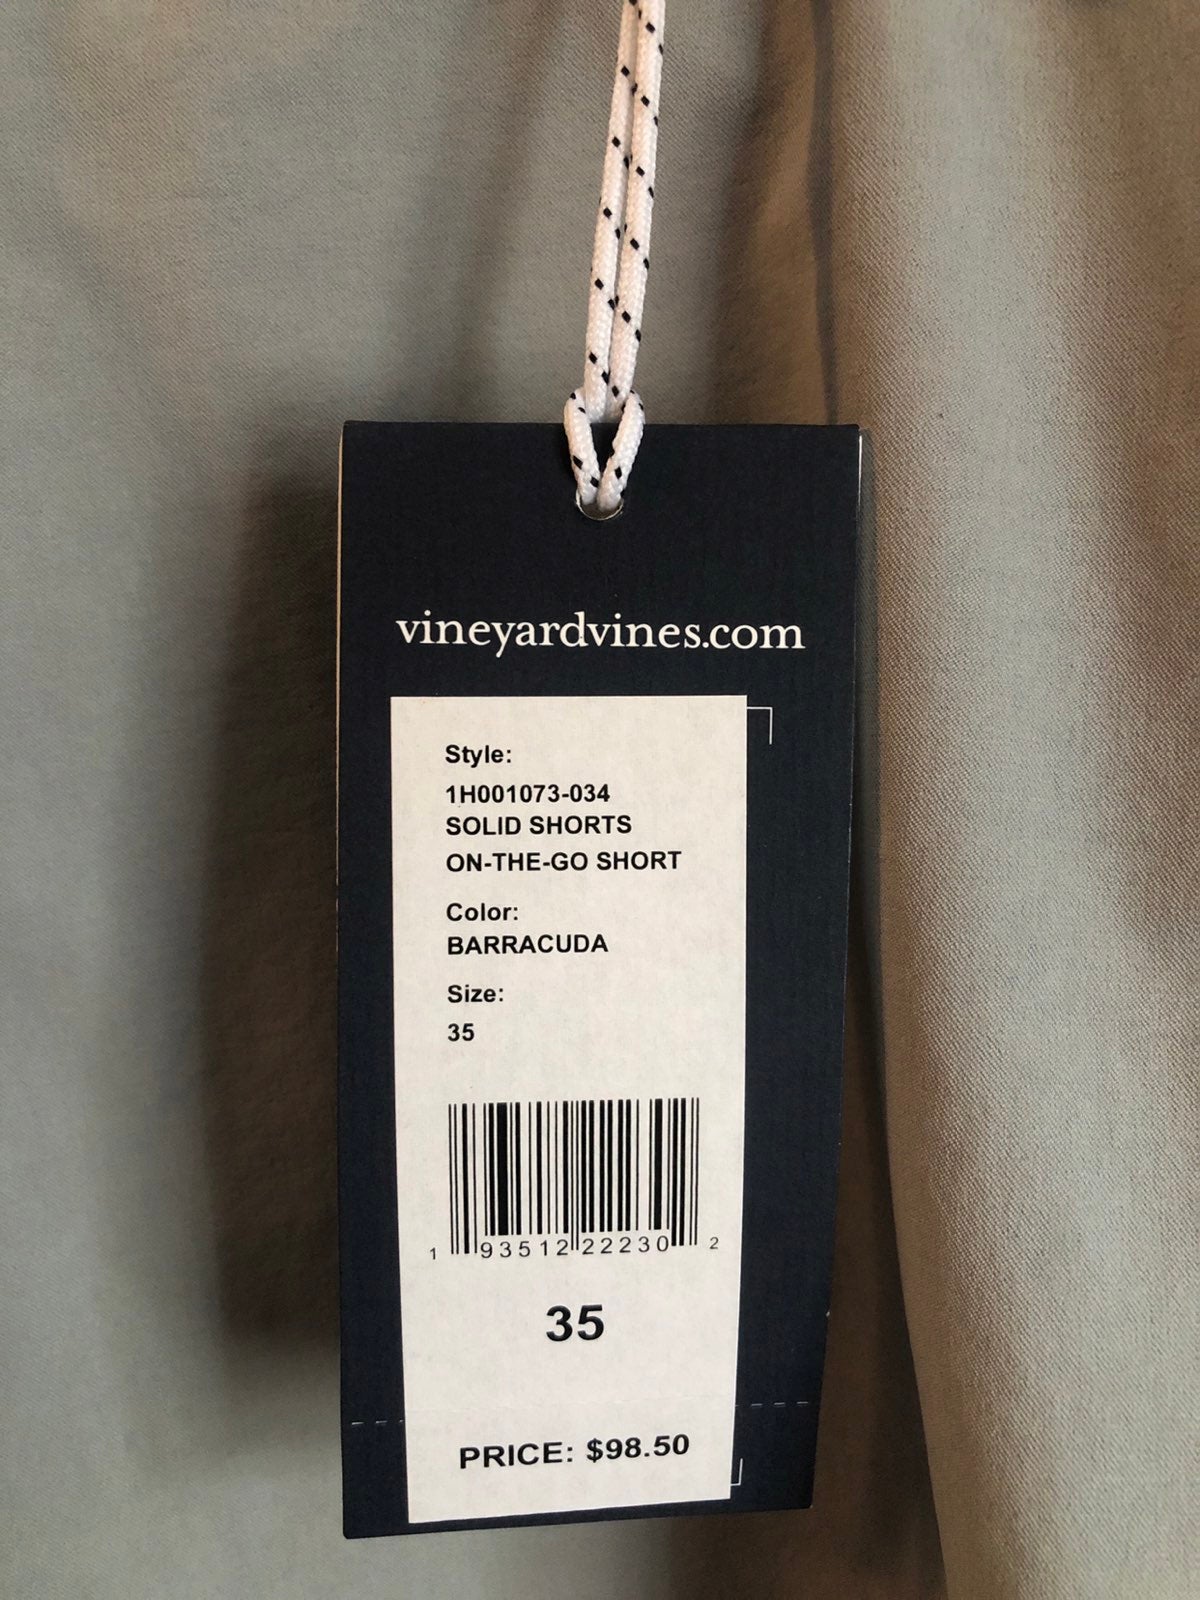 vineyardvines.com
Style:
1H001073-034
SOLID SHORTS
ON-THE-GO SHORT
Color:
BARRACUDA
Size:
35
1 93512 22230 2
35
PRICE: $98.50